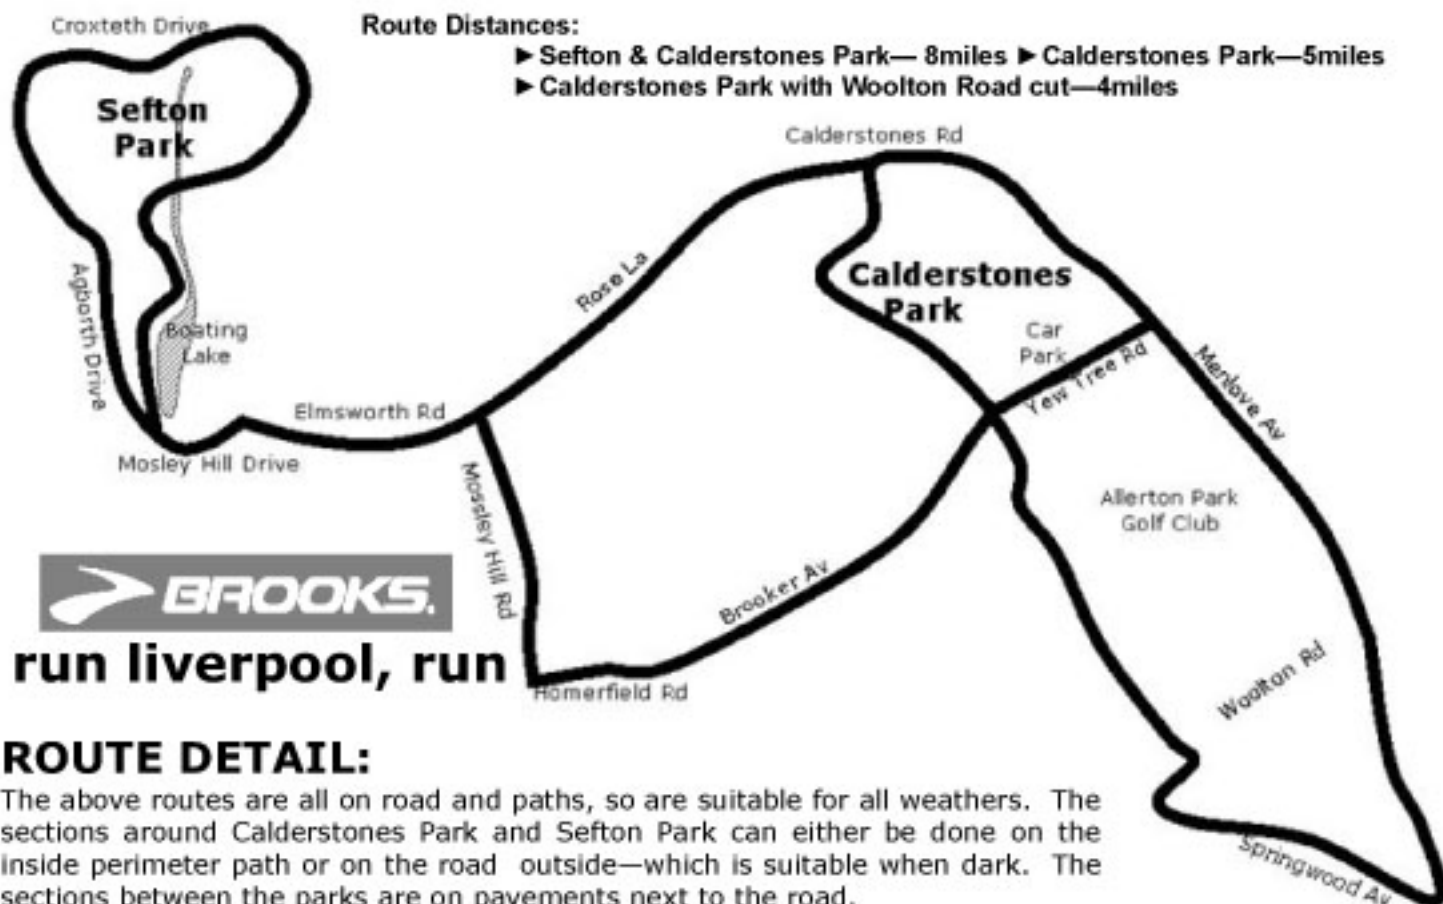 Croxteth Drive
Route Distances:
►Sefton & Calderstones Park— 8miles ►Calderstones Park—5miles
►Calderstones Park with Woolton Road cut—4miles
Sefton
Park
Calderstones Rd
Rose La
Calderstones
Park
Agborth Drive
Boating
Lake
Car
Park
Yew Tree Rd
Menlove Av
Elmsworth Rd
Mosley Hill Drive
Mossley Hill Rd
Allerton Park
Golf Club
BROOKS.
Brooker Av
run liverpool, run
Homerfield Rd
Woolton Rd
ROUTE DETAIL:
The above routes are all on road and paths, so are suitable for all weathers. The
sections around Calderstones Park and Sefton Park can either be done on the
inside perimeter path or on the road outside—which is suitable when dark. The
sections between the parks are on pavements next to the road.
Springwood Av